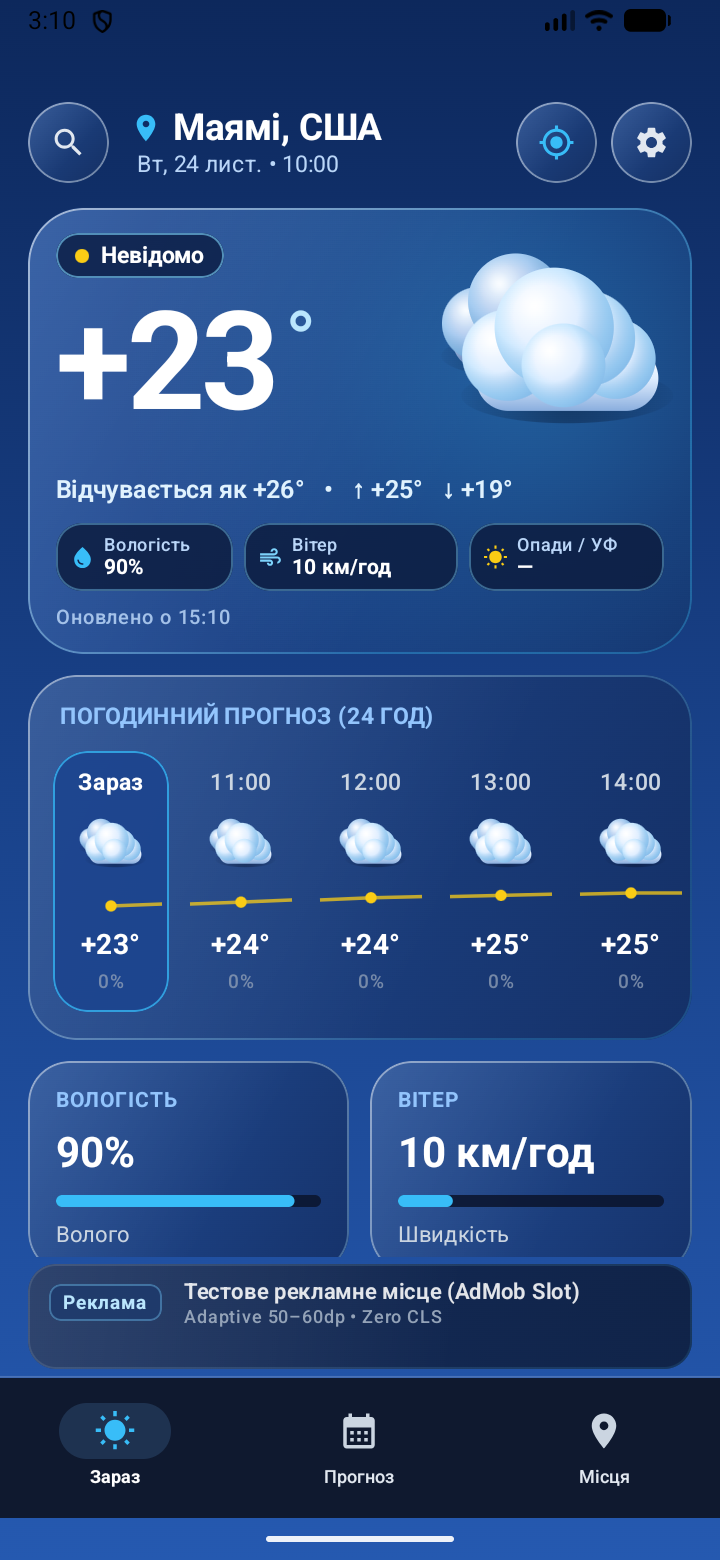 3:10
Маямі, США
Вт, 24 лист. • 10:00
Невідомо
+23°
Відчувається як +26° • ↑ +25° ↓ +19°
Вологість
90%
Вітер
10 км/год
Опади / УФ
—
Оновлено о 15:10
ПОГОДИННИЙ ПРОГНОЗ (24 ГОД)
Зараз 11:00 12:00 13:00 14:00
+23° +24° +24° +25° +25°
0% 0% 0% 0% 0%
ВОЛОГІСТЬ
90%
Волого
ВІТЕР
10 км/год
Швидкість
Реклама
Тестове рекламне місце (AdMob Slot)
Adaptive 50–60dp • Zero CLS
Зараз Прогноз Місця